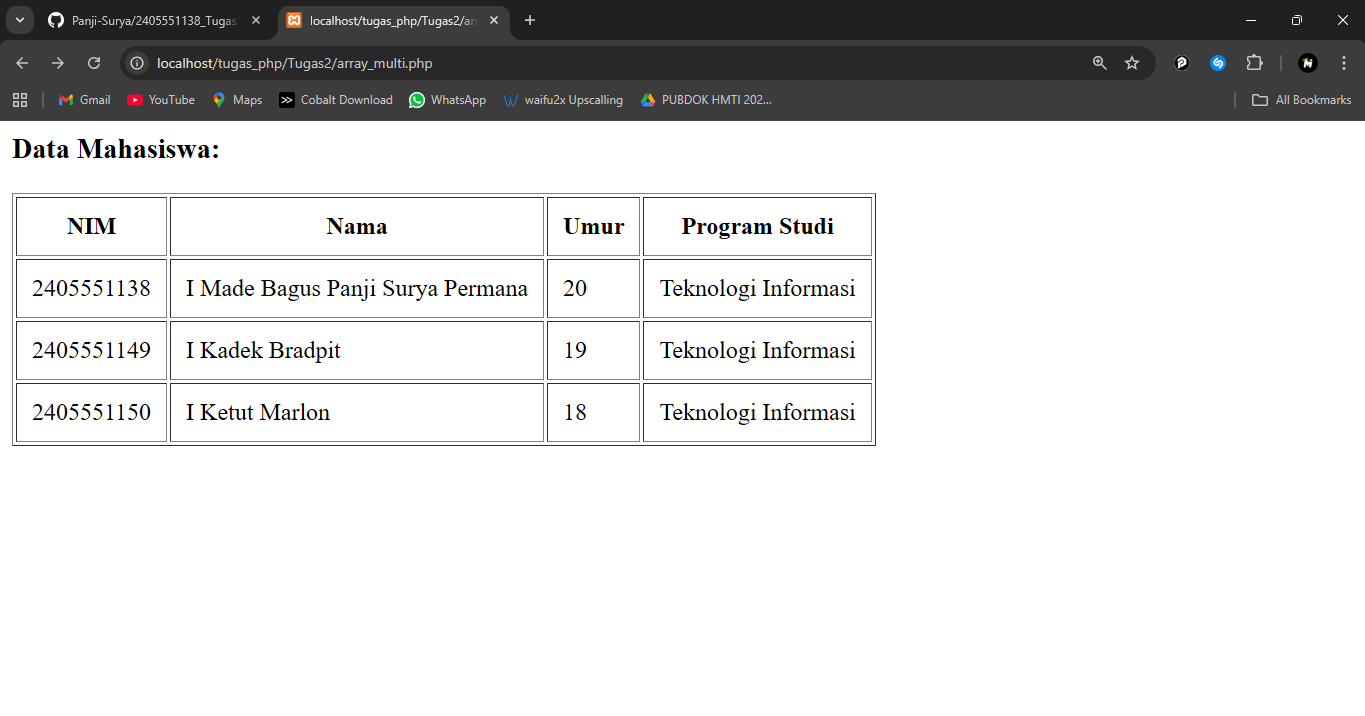 Panji-Surya/2405551138_Tugas
localhost/tugas_php/Tugas2/arr
localhost/tugas_php/Tugas2/array_multi.php
Gmail YouTube Maps Cobalt Download WhatsApp waifu2x Upscalling PUBDOK HMTI 202... All Bookmarks
Data Mahasiswa:
NIM Nama Umur Program Studi
2405551138 I Made Bagus Panji Surya Permana 20 Teknologi Informasi
2405551149 I Kadek Bradpit 19 Teknologi Informasi
2405551150 I Ketut Marlon 18 Teknologi Informasi